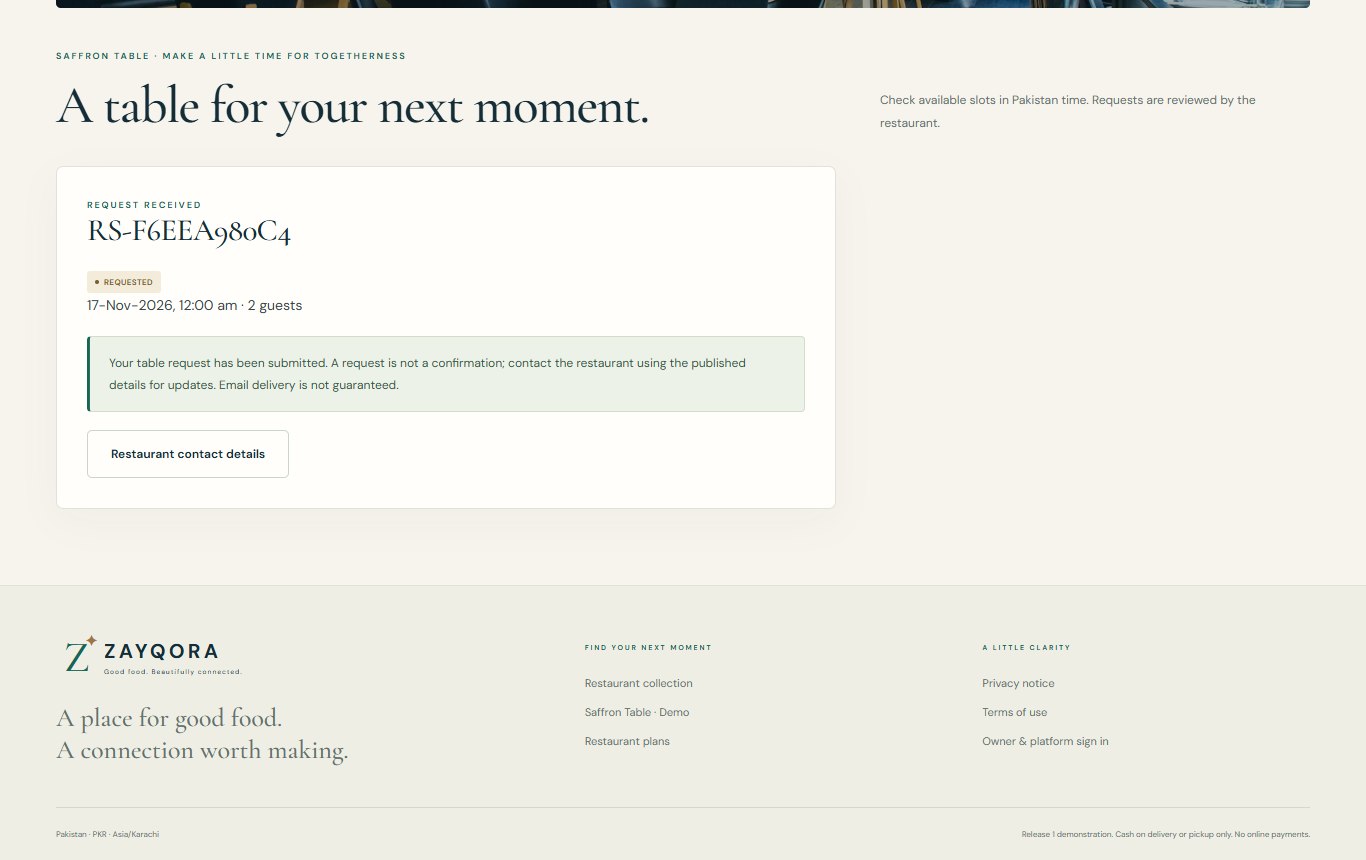 SAFFRON TABLE · MAKE A LITTLE TIME FOR TOGETHERNESS
A table for your next moment.
Check available slots in Pakistan time. Requests are reviewed by the
restaurant.
REQUEST RECEIVED
RS-F6EEA980C4
REQUESTED
17-Nov-2026, 12:00 am · 2 guests
Your table request has been submitted. A request is not a confirmation; contact the restaurant using the published
details for updates. Email delivery is not guaranteed.
Restaurant contact details
Z ZAYQORA
Good food. Beautifully connected.
A place for good food.
A connection worth making.
FIND YOUR NEXT MOMENT
Restaurant collection
Saffron Table · Demo
Restaurant plans
A LITTLE CLARITY
Privacy notice
Terms of use
Owner & platform sign in
Pakistan · PKR · Asia/Karachi
Release 1 demonstration. Cash on delivery or pickup only. No online payments.